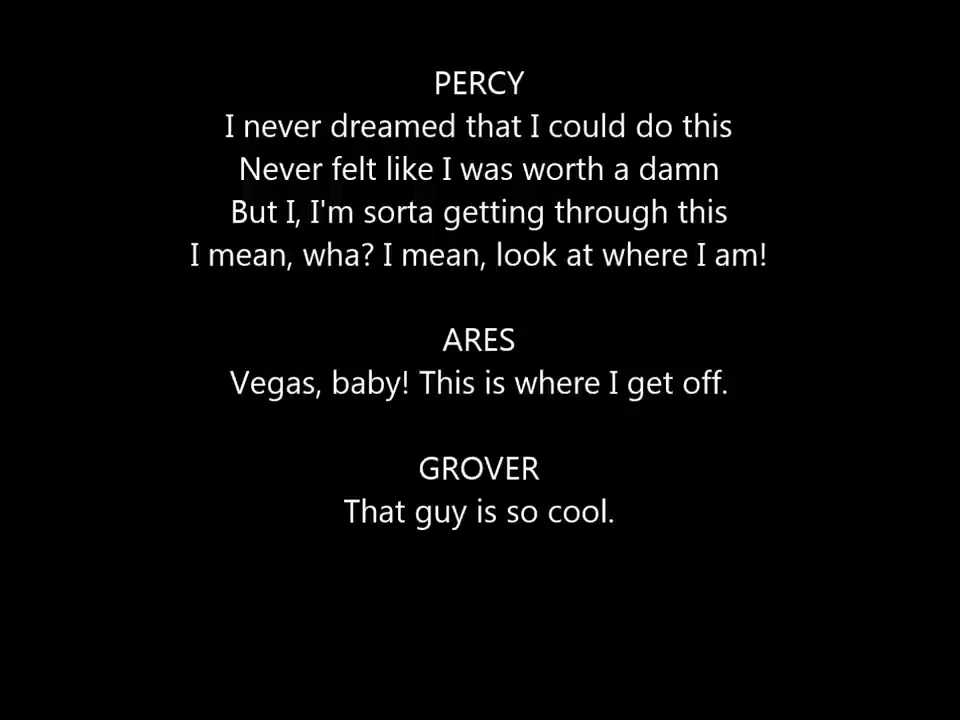 PERCY
I never dreamed that I could do this
Never felt like I was worth a damn
But I, I'm sorta getting through this
I mean, wha? I mean, look at where I am!
ARES
Vegas, baby! This is where I get off.
GROVER
That guy is so cool.